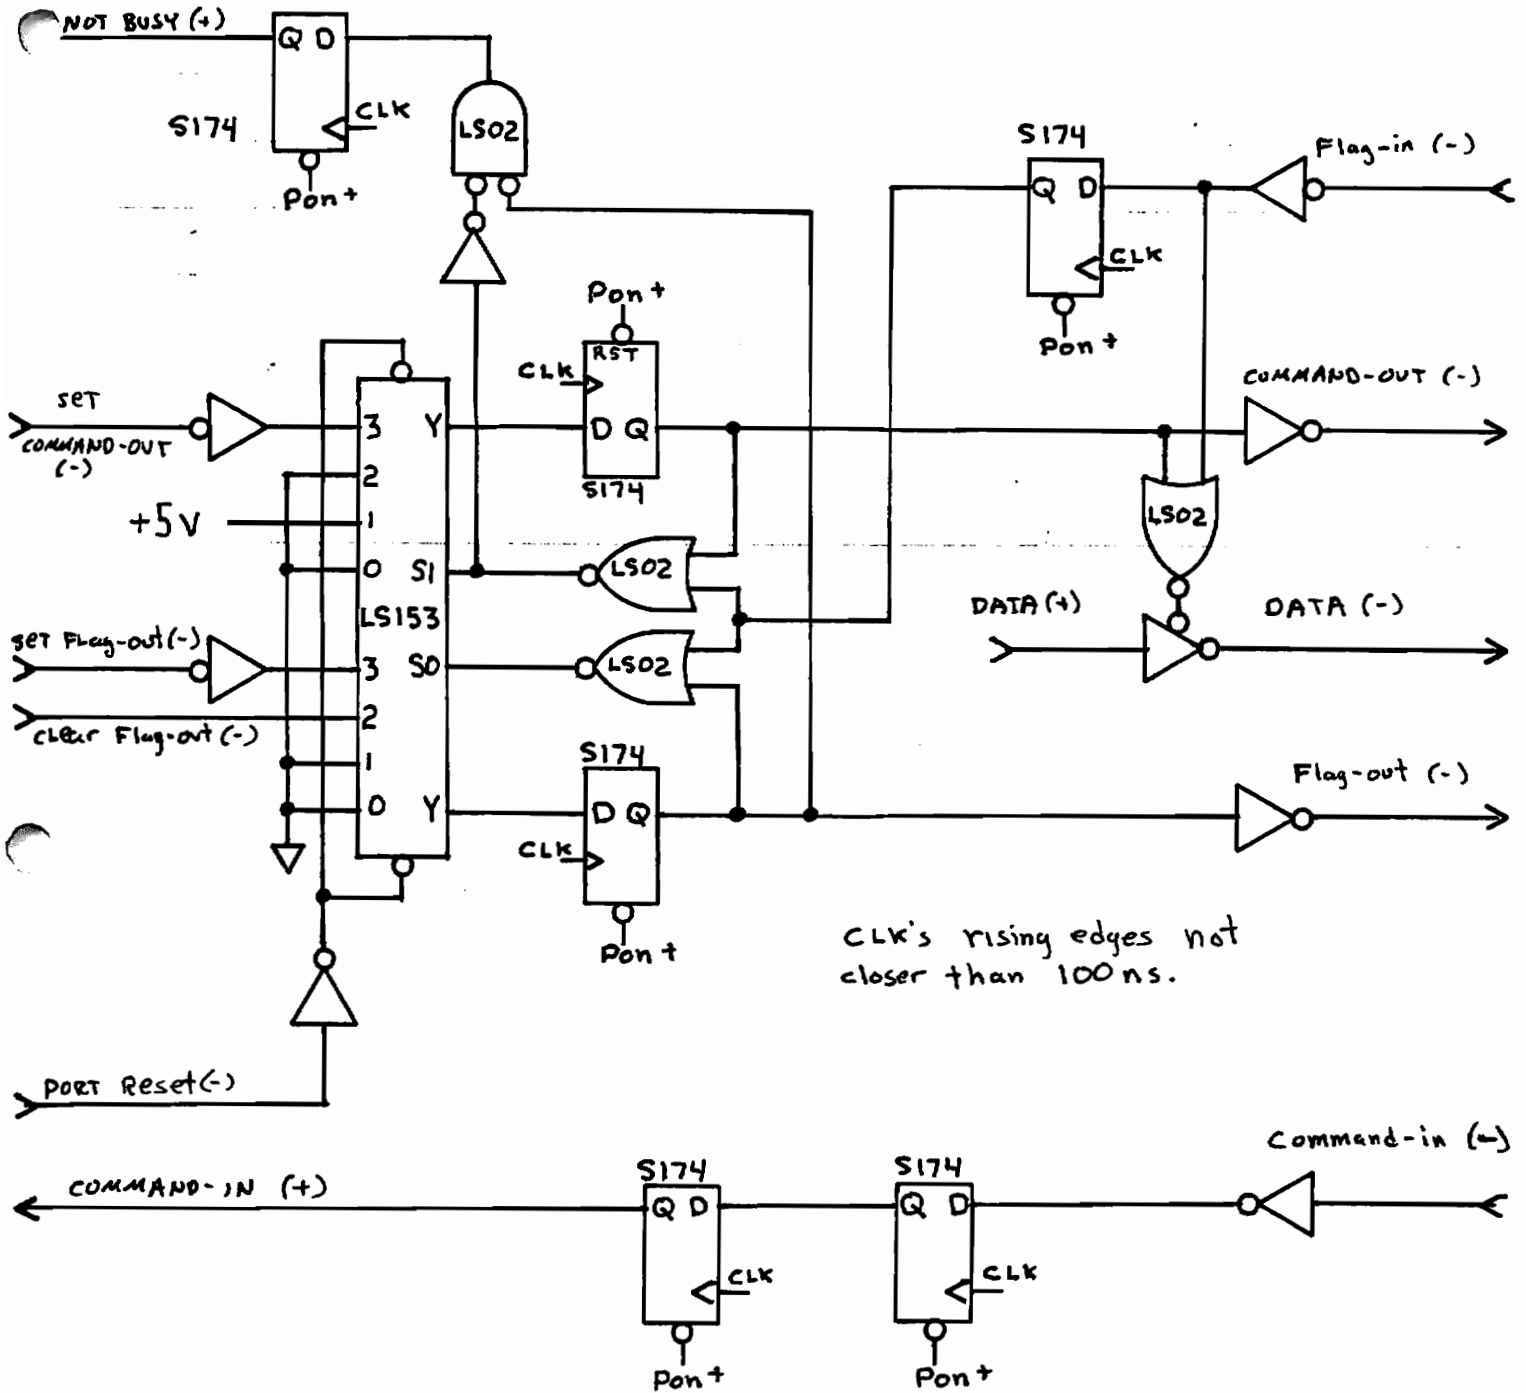 NOT BUSY (+)
Q D
CLK
S174
Pon+
LS02
S174
Flag-in (-)
Q D
CLK
Pon+
Pon+
RST
CLK
D Q
S174
SET
COMMAND-OUT
(-)
3 Y
2
+5V
1
0 S1
LS153
LS02
COMMAND-OUT (-)
LS02
set Flag-out(-)
3 S0
LS02
DATA(+)
DATA (-)
2
Clear Flag-out(-)
1
0 Y
S174
D Q
CLK
Pon+
Flag-out (-)
CLK's rising edges not
closer than 100ns.
PORT Reset(-)
Command-in (-)
COMMAND-IN (+)
S174
Q D
CLK
Pon+
S174
Q D
CLK
Pon+